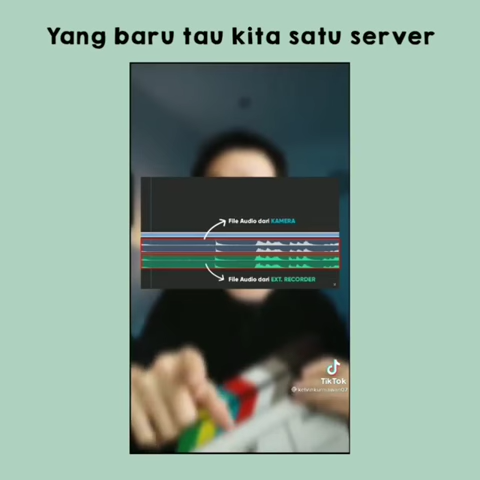 Yang baru tau kita satu server
File Audio dari KAMERA
File Audio dari EXT. RECORDER
TikTok